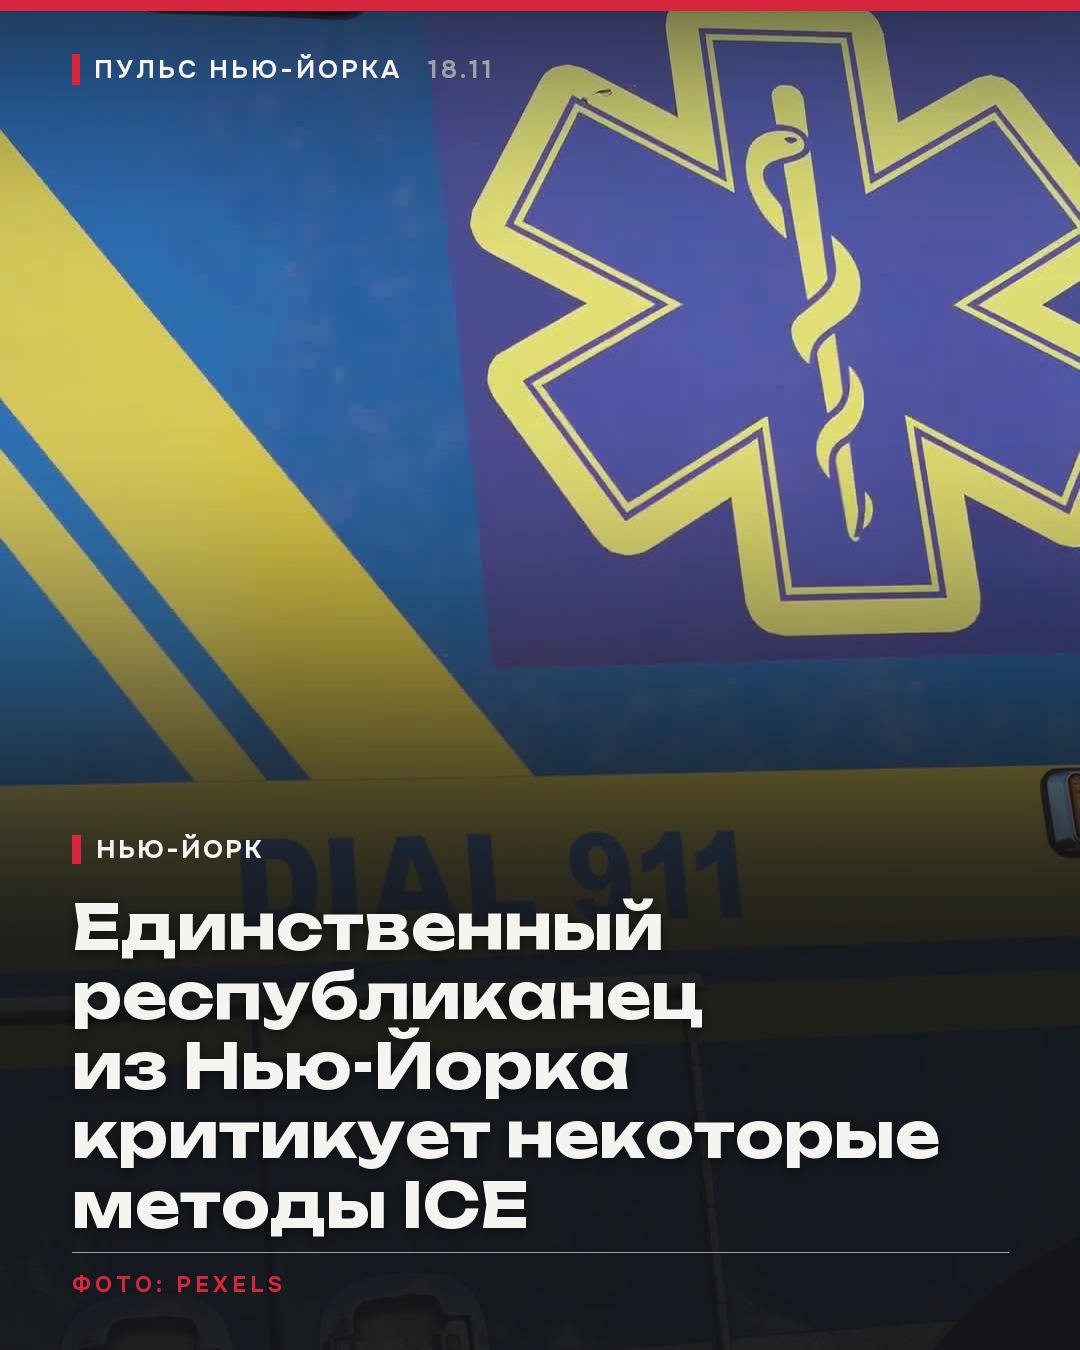 ПУЛЬС НЬЮ-ЙОРКА 18.11
DIAL 911
НЬЮ-ЙОРК
Единственный
республиканец
из Нью-Йорка
критикует некоторые
методы ICE
ФОТО: PEXELS